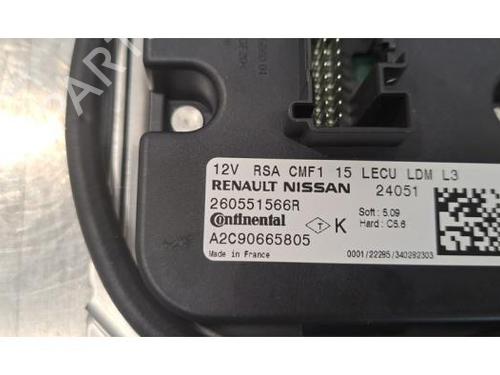 12V RSA CMF1 15 LECU LDM L3
RENAULT NISSAN 24051
260551566R
Soft : 5.09
Continental
T K
Hard : C5.6
A2C90665805
Made in France
0001/22295/340292303